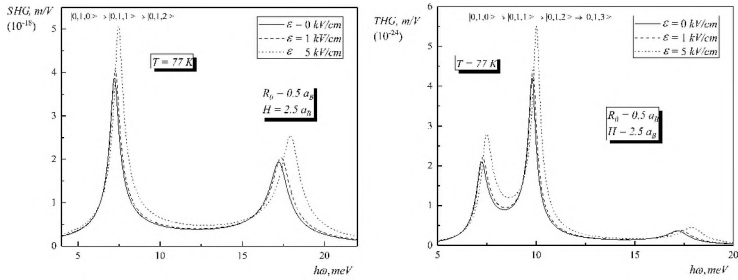 SHG, m/V
(10⁻¹⁸)
|0,1,0> → |0,1,1> → |0,1,2>
ε = 0 kV/cm
ε = 1 kV/cm
ε 5 kV/cm
T = 77 K
R₀ − 0.5 a_B
H = 2.5 a_B
5
4
3
2
1
0
5 10 15 20
ħω, meV
THG, m/V
(10⁻²⁴)
|0,1,0> → |0,1,1> → |0,1,2> → 0,1,3>
ε = 0 kV/cm
ε = 1 kV/cm
ε = 5 kV/cm
T = 77 K
R₀ = 0.5 a_B
H − 2.5 a_B
6
5
4
3
2
1
0
5 10 15 20
ħω, meV